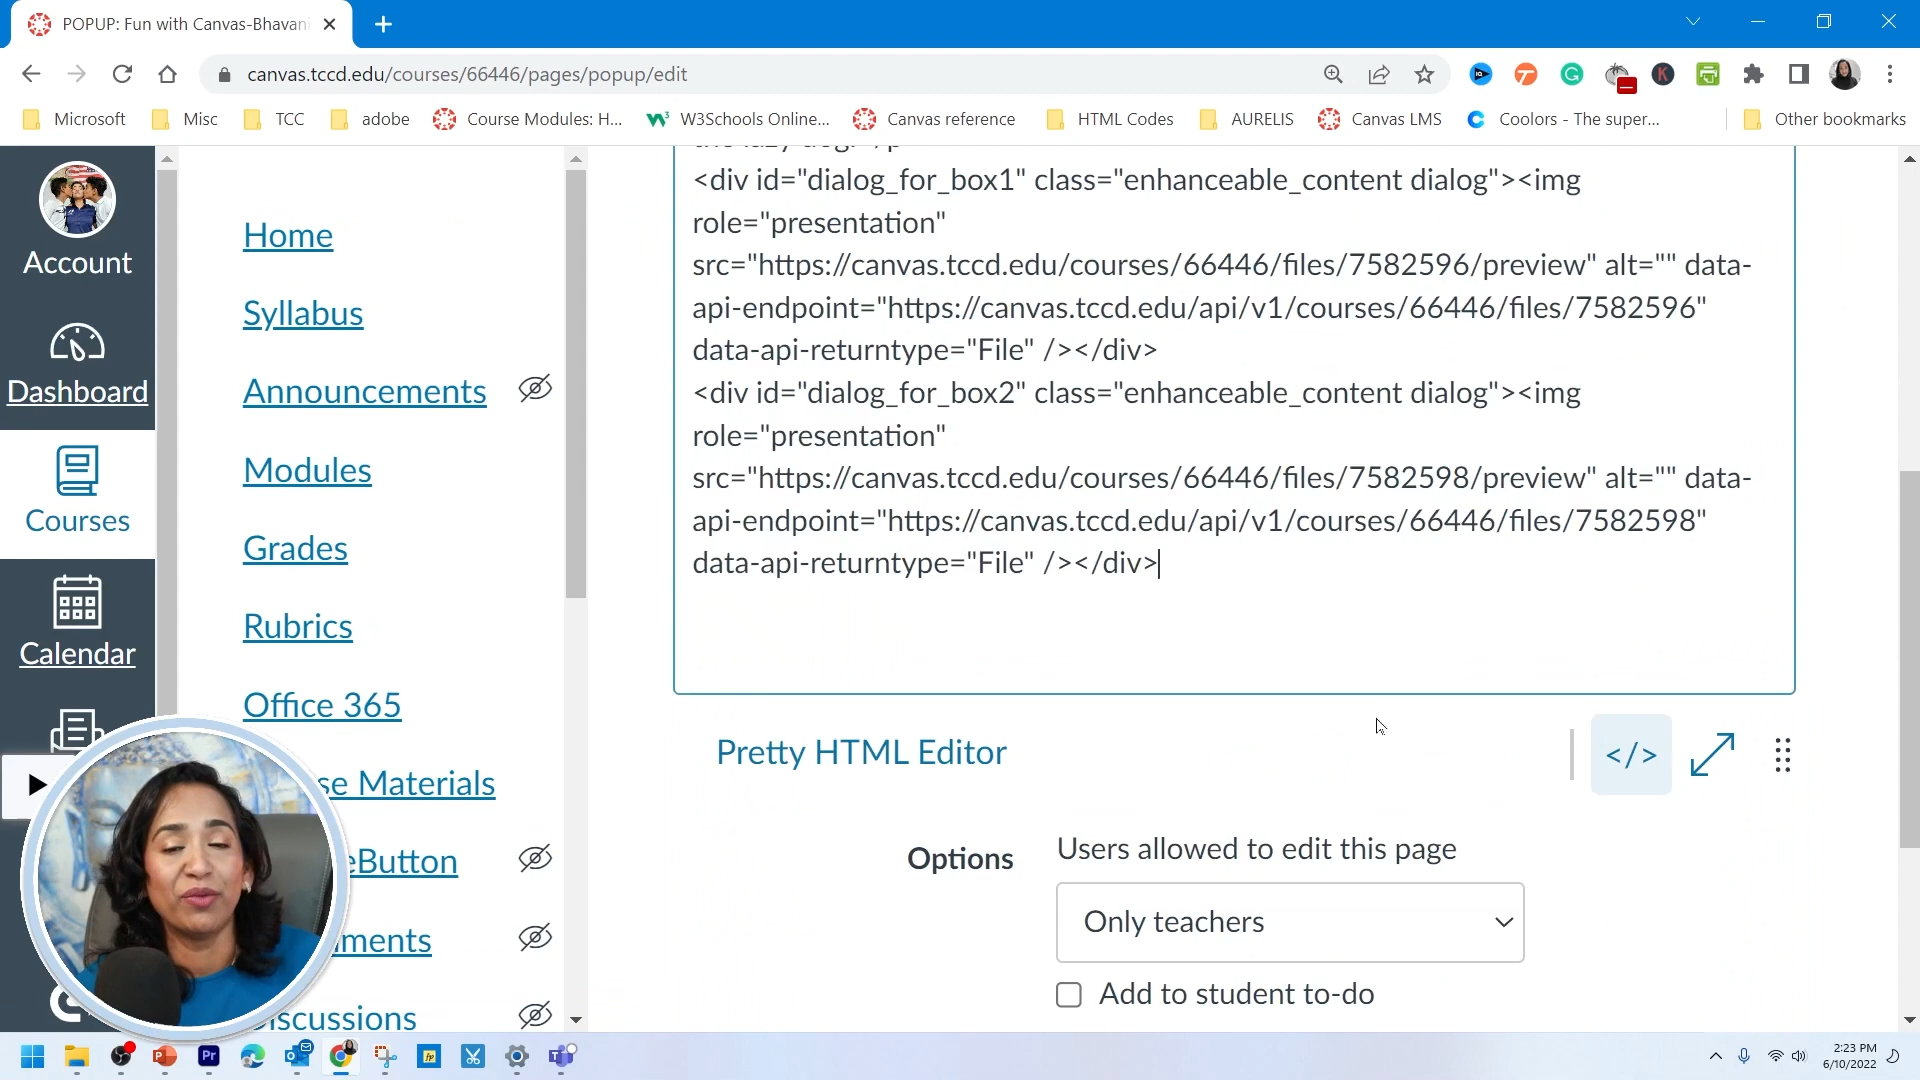 POPUP: Fun with Canvas-Bhavani
canvas.tccd.edu/courses/66446/pages/popup/edit
Microsoft
Misc
TCC
adobe
Course Modules: H...
W3Schools Online...
Canvas reference
HTML Codes
AURELIS
Canvas LMS
Coolors - The super...
Other bookmarks
Account
Dashboard
Courses
Calendar
Home
Syllabus
Announcements
Modules
Grades
Rubrics
Office 365
se Materials
eButton
ments
iscussions
<div id="dialog_for_box1" class="enhanceable_content dialog"><img
role="presentation"
src="https://canvas.tccd.edu/courses/66446/files/7582596/preview" alt="" data-
api-endpoint="https://canvas.tccd.edu/api/v1/courses/66446/files/7582596"
data-api-returntype="File" /></div>
<div id="dialog_for_box2" class="enhanceable_content dialog"><img
role="presentation"
src="https://canvas.tccd.edu/courses/66446/files/7582598/preview" alt="" data-
api-endpoint="https://canvas.tccd.edu/api/v1/courses/66446/files/7582598"
data-api-returntype="File" /></div>
Pretty HTML Editor
</>
Options
Users allowed to edit this page
Only teachers
Add to student to-do
2:23 PM
6/10/2022